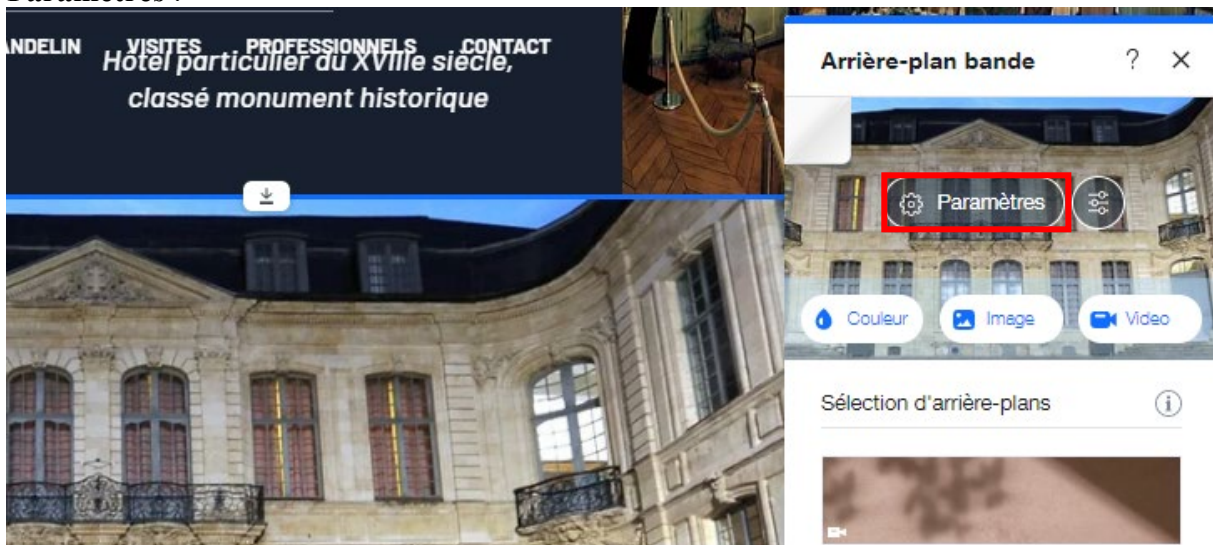 ANDELIN VISITES PROFESSIONNELS CONTACT
Hôtel particulier du XVIIIe siècle,
classé monument historique
Arrière-plan bande ? ×
Paramètres
Couleur Image Video
Sélection d'arrière-plans i